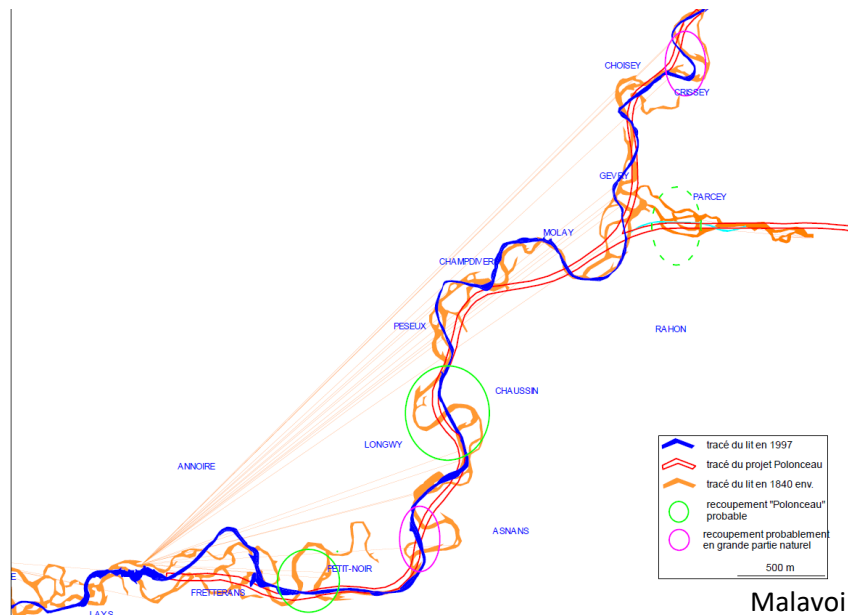 CHOISEY
CRISSEY
GEVRY
PARCEY
MOLAY
CHAMPDIVER
PESEUX
RAHON
CHAUSSIN
LONGWY
ANNOIRE
ASNANS
PETIT-NOIR
E
FRETTERANS
LAYS
tracé du lit en 1997
tracé du projet Polonceau
tracé du lit en 1840 env.
recoupement "Polonceau"
probable
recoupement probablement
en grande partie naturel
500 m
Malavoi